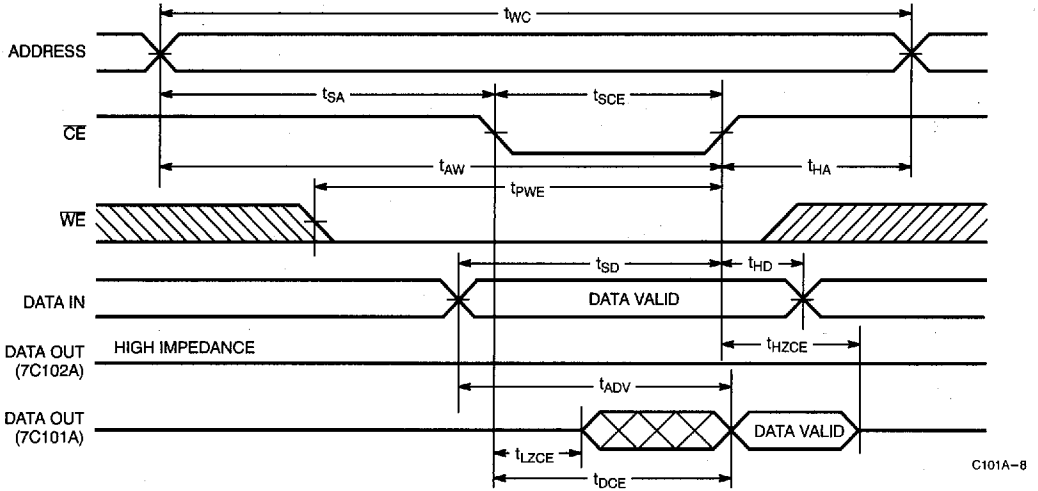 tWC
ADDRESS
tSA
tSCE
CE
tAW
tHA
tPWE
WE
tSD
tHD
DATA IN
DATA VALID
DATA OUT
(7C102A)
HIGH IMPEDANCE
tHZCE
tADV
DATA OUT
(7C101A)
DATA VALID
tLZCE
tDCE
C101A-8